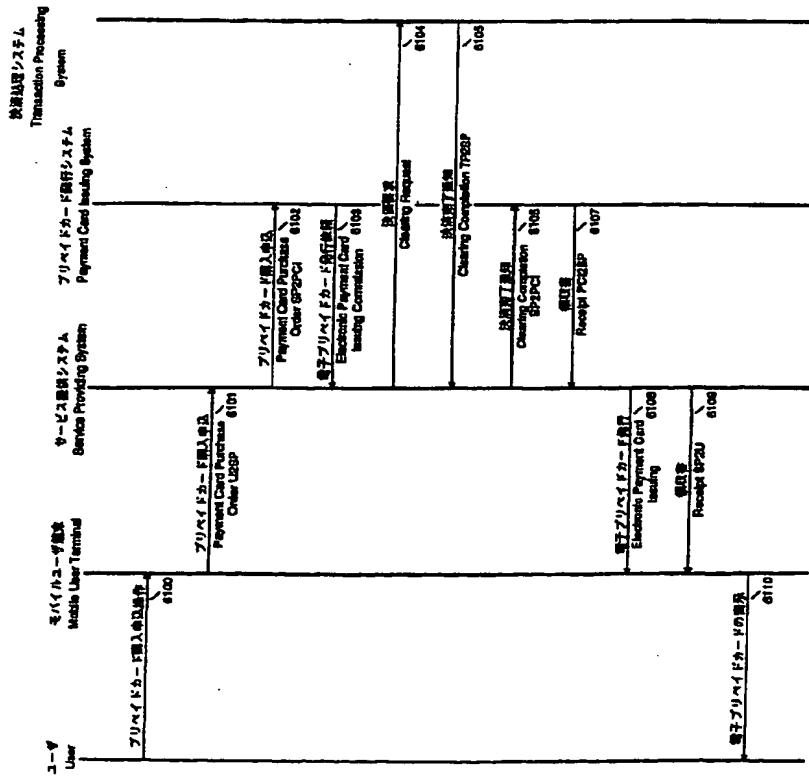 ユーザ
User
モバイルユーザ端末
Mobile User Terminal
サービス提供システム
Service Providing System
プリペイドカード発行システム
Payment Card Issuing System
決済処理システム
Transaction Processing
System
プリペイドカード購入申込操作
6100
プリペイドカード購入申込
6101
Payment Card Purchase
Order U2SP
プリペイドカード購入申込
6102
Payment Card Purchase
Order SP2PCI
電子プリペイドカード発行依頼
6103
Electronic Payment Card
Issuing Commission
決済要求
6104
Clearing Request
決済完了通知
6105
Clearing Completion TP2SP
決済完了通知
6106
Clearing Completion
SP2PCI
領収書
6107
Receipt PCI2SP
電子プリペイドカード発行
6108
Electronic Payment Card
Issuing
領収書
6109
Receipt SP2U
電子プリペイドカードの表示
6110